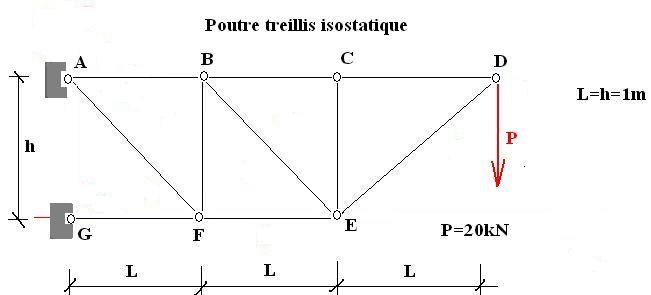 Poutre treillis isostatique
A B C D
L=h=1m
h
P
G F E
P=20kN
L L L